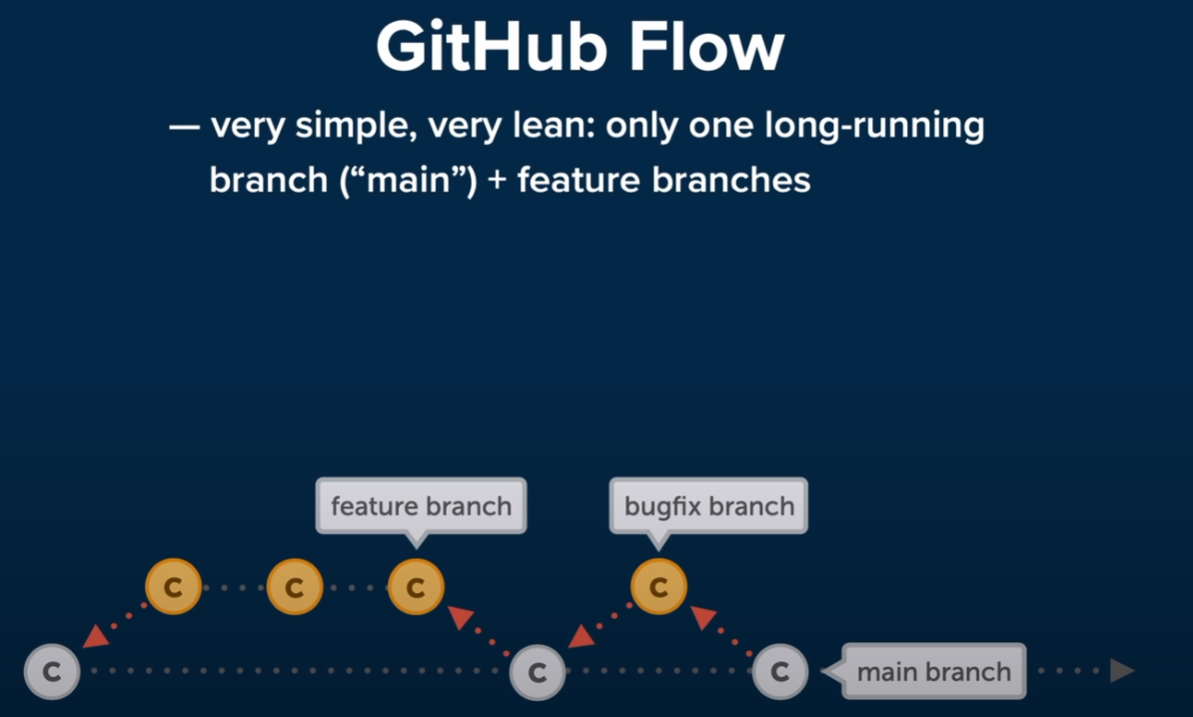 GitHub Flow
— very simple, very lean: only one long-running
branch (“main”) + feature branches
feature branch
bugfix branch
C
C
C
C
C
C
C
main branch